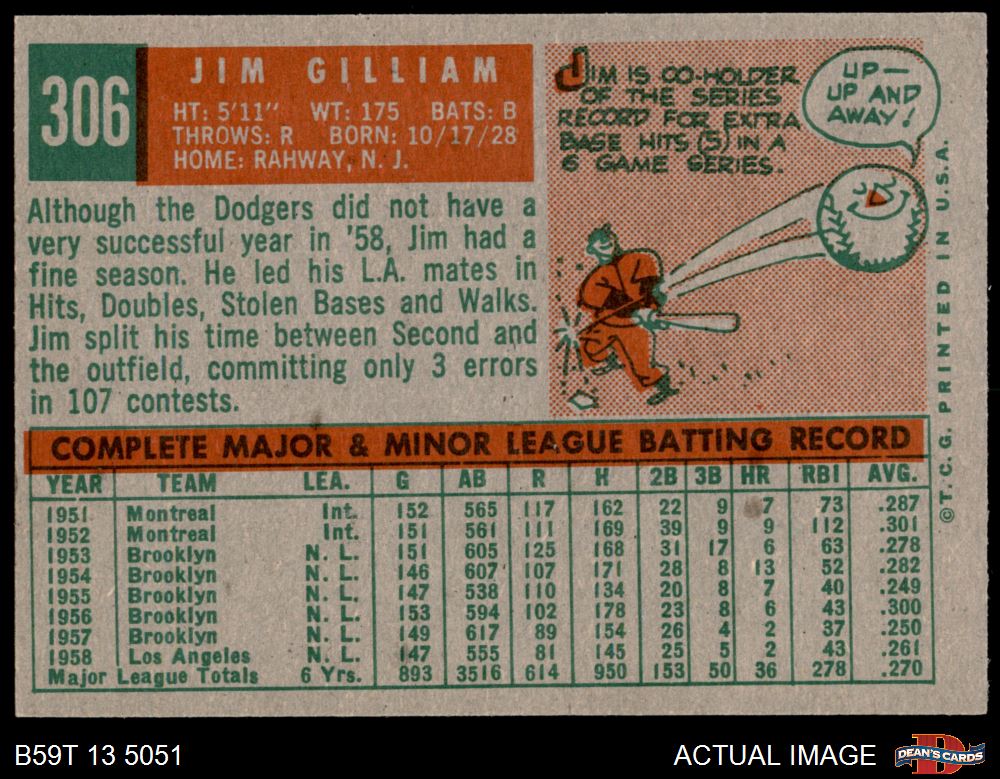 306
JIM GILLIAM
HT: 5'11" WT: 175 BATS: B
THROWS: R BORN: 10/17/28
HOME: RAHWAY, N. J.
JIM IS CO-HOLDER
OF THE SERIES
RECORD FOR EXTRA
BASE HITS (5) IN A
6 GAME SERIES.
UP—
UP AND
AWAY!
Although the Dodgers did not have a
very successful year in '58, Jim had a
fine season. He led his L.A. mates in
Hits, Doubles, Stolen Bases and Walks.
Jim split his time between Second and
the outfield, committing only 3 errors
in 107 contests.
COMPLETE MAJOR & MINOR LEAGUE BATTING RECORD
YEAR TEAM LEA. G AB R H 2B 3B HR RBI AVG.
1951 Montreal Int. 152 565 117 162 22 9 7 73 .287
1952 Montreal Int. 151 561 111 169 39 9 9 112 .301
1953 Brooklyn N. L. 151 605 125 168 31 17 6 63 .278
1954 Brooklyn N. L. 146 607 107 171 28 8 13 52 .282
1955 Brooklyn N. L. 147 538 110 134 20 8 7 40 .249
1956 Brooklyn N. L. 153 594 102 178 23 8 6 43 .300
1957 Brooklyn N. L. 149 617 89 154 26 4 2 37 .250
1958 Los Angeles N. L. 147 555 81 145 25 5 2 43 .261
Major League Totals 6 Yrs. 893 3516 614 950 153 50 36 278 .270
©T. C. G. PRINTED IN U. S. A.
B59T 13 5051
ACTUAL IMAGE
D
DEAN'S CARDS